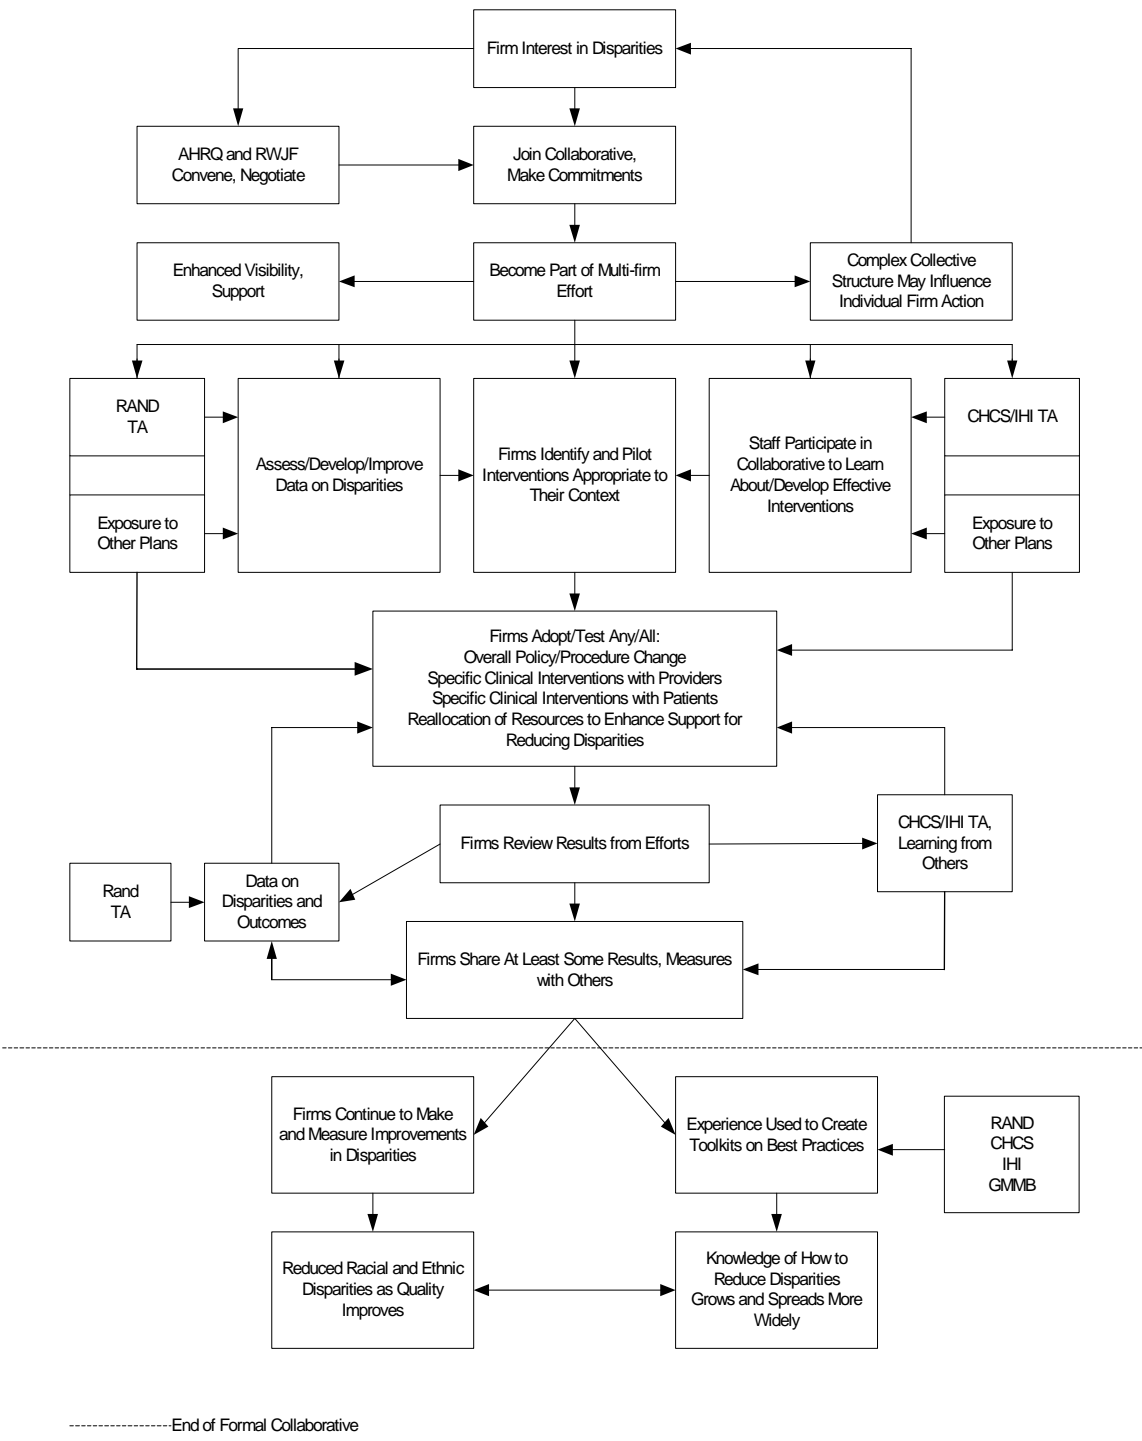 Firm Interest in Disparities
AHRQ and RWJF
Convene, Negotiate
Join Collaborative,
Make Commitments
Enhanced Visibility,
Support
Become Part of Multi-firm
Effort
Complex Collective
Structure May Influence
Individual Firm Action
RAND
TA
Exposure to
Other Plans
Assess/Develop/Improve
Data on Disparities
Firms Identify and Pilot
Interventions Appropriate to
Their Context
Staff Participate in
Collaborative to Learn
About/Develop Effective
Interventions
CHCS/IHI TA
Exposure to
Other Plans
Firms Adopt/Test Any/All:
Overall Policy/Procedure Change
Specific Clinical Interventions with Providers
Specific Clinical Interventions with Patients
Reallocation of Resources to Enhance Support for
Reducing Disparities
Firms Review Results from Efforts
CHCS/IHI TA,
Learning from
Others
Rand
TA
Data on
Disparities and
Outcomes
Firms Share At Least Some Results, Measures
with Others
Firms Continue to Make
and Measure Improvements
in Disparities
Experience Used to Create
Toolkits on Best Practices
RAND
CHCS
IHI
GMMB
Reduced Racial and Ethnic
Disparities as Quality
Improves
Knowledge of How to
Reduce Disparities
Grows and Spreads More
Widely
End of Formal Collaborative